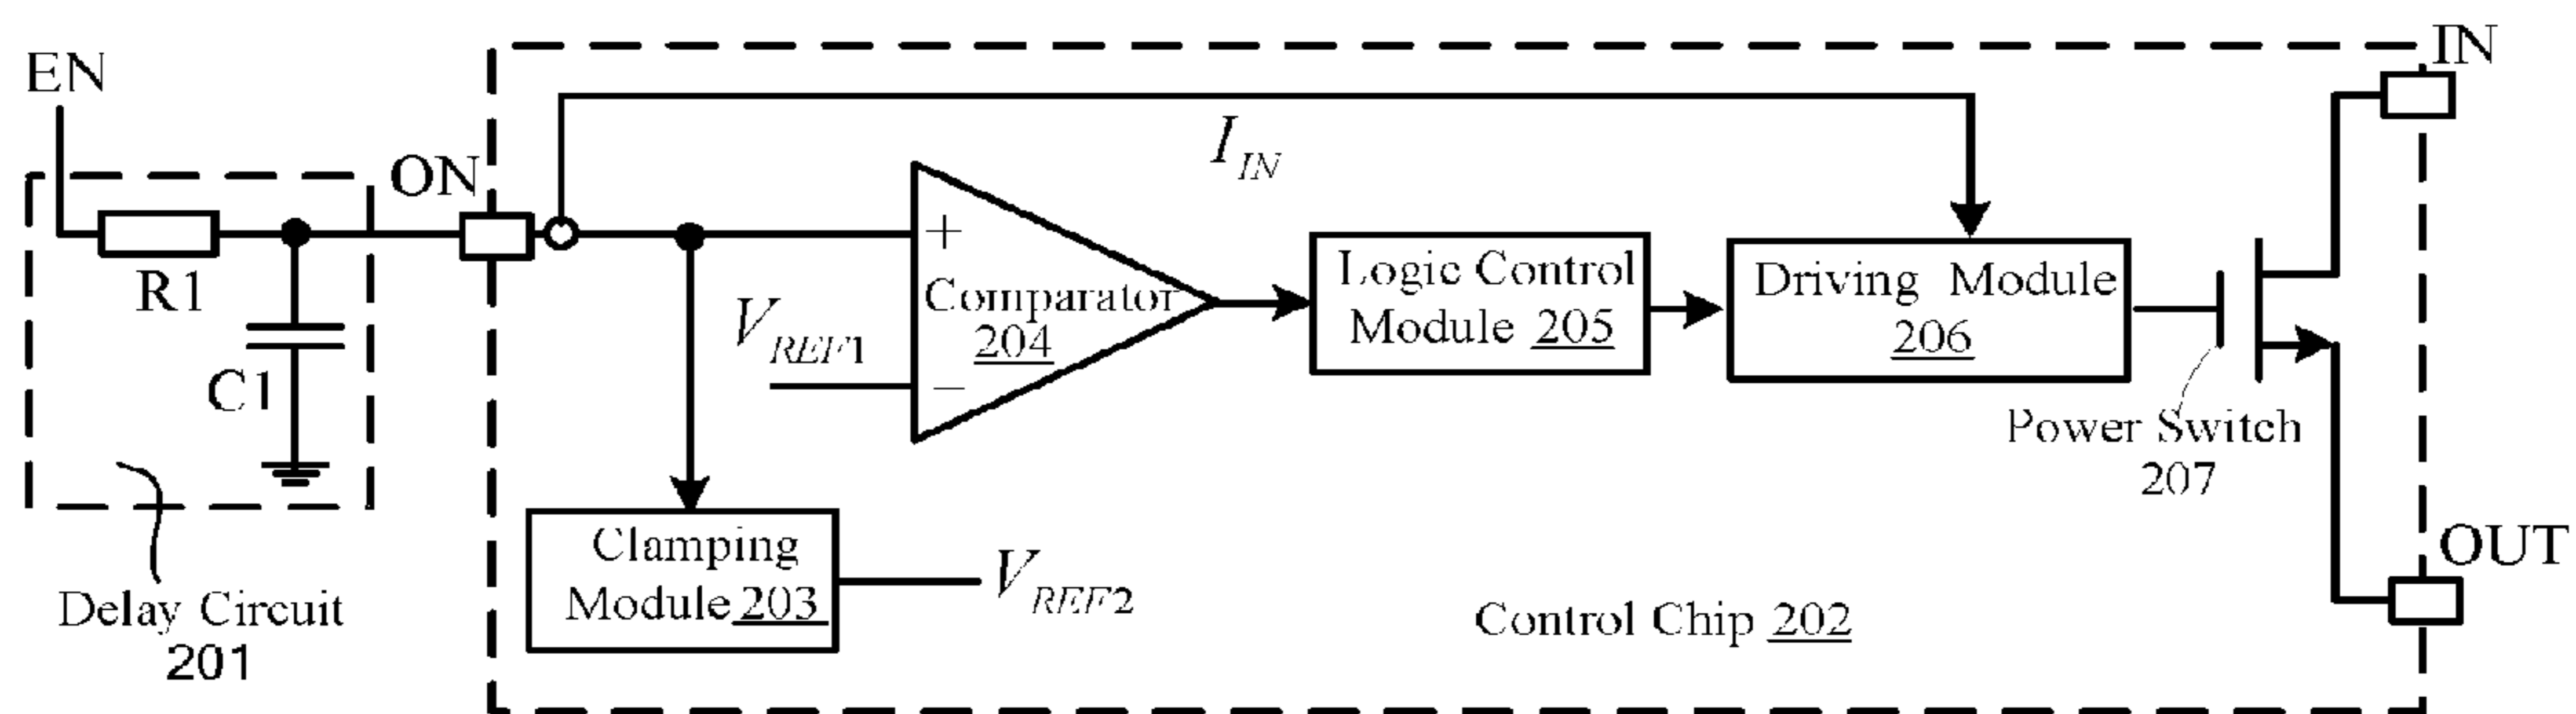 IN
EN
ON
I_IN
+
R1
Comparator
204
Logic Control
Module 205
Driving Module
206
V_REF1
−
C1
Power Switch
207
Clamping
Module 203
V_REF2
OUT
Delay Circuit
201
Control Chip 202